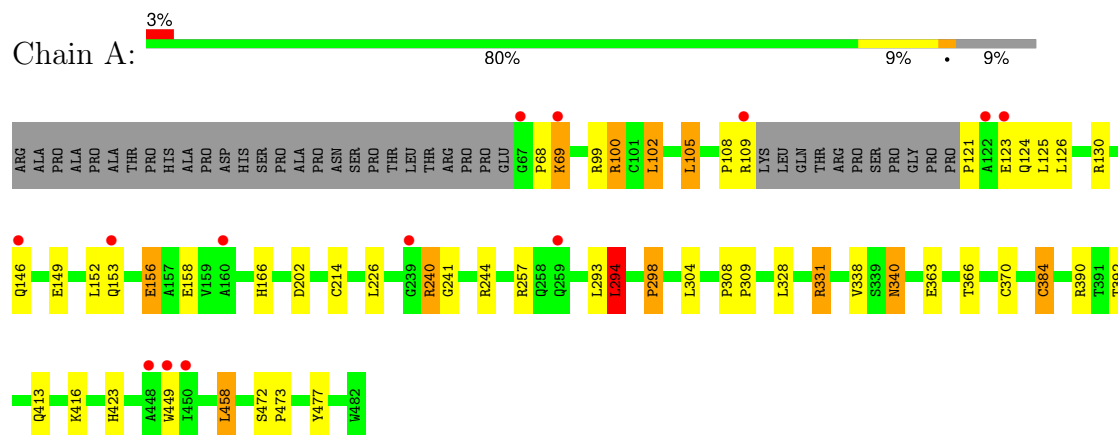 3%
Chain A:
80% 9% • 9%
ARG ALA PRO ALA PRO ALA THR PRO HIS ALA PRO ASP HIS SER PRO ALA PRO ASN SER PRO THR LEU THR ARG PRO PRO GLU G67 P68 K69 R99 R100 C101 L102 L105 P108 R109 LYS LEU GLN THR ARG PRO SER PRO GLY PRO PRO P121 A122 E123 Q124 L125 L126 R130
Q146 E149 L152 Q153 E156 A157 E158 V159 A160 H166 D202 C214 L226 G239 R240 G241 R244 R257 Q258 Q259 L293 L294 P298 L304 P308 P309 L328 R331 V338 S339 N340 E363 T366 C370 C384 R390 T391 T392
Q413 K416 H423 A448 W449 I450 L458 S472 P473 Y477 W482